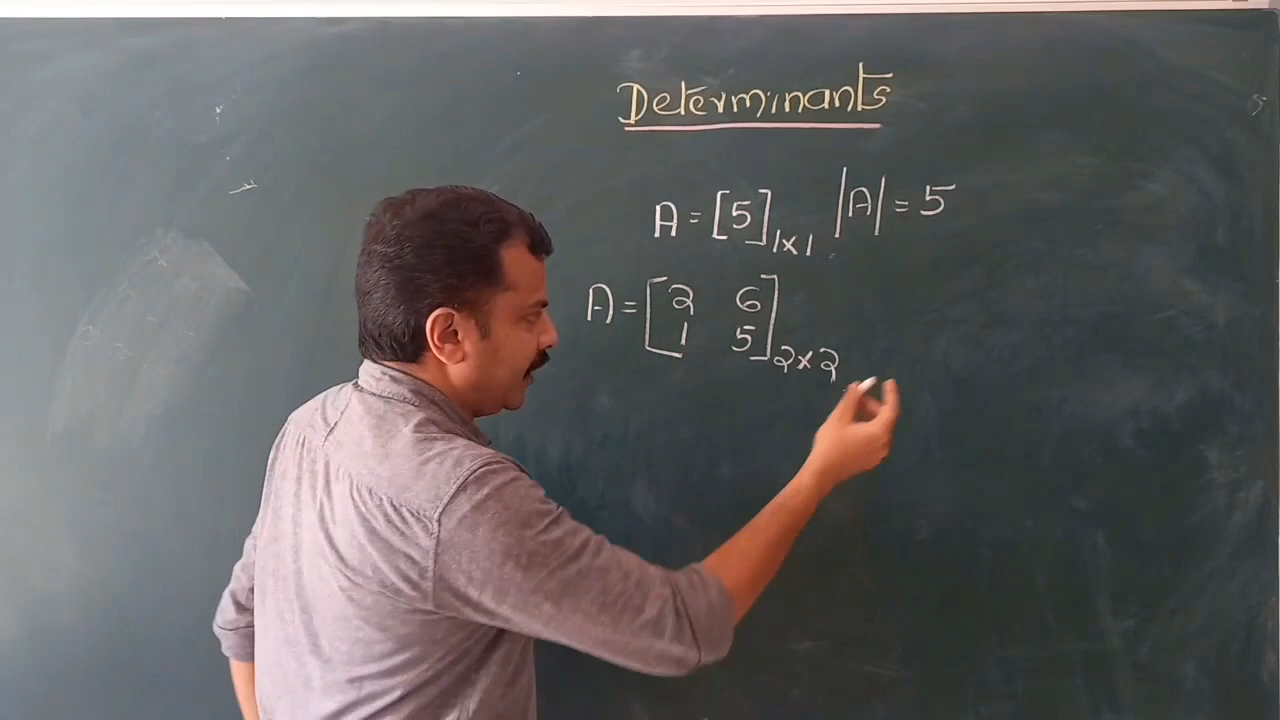 Determinants
A = [5]1×1 |A| = 5
A = [2 6
1 5]2×2